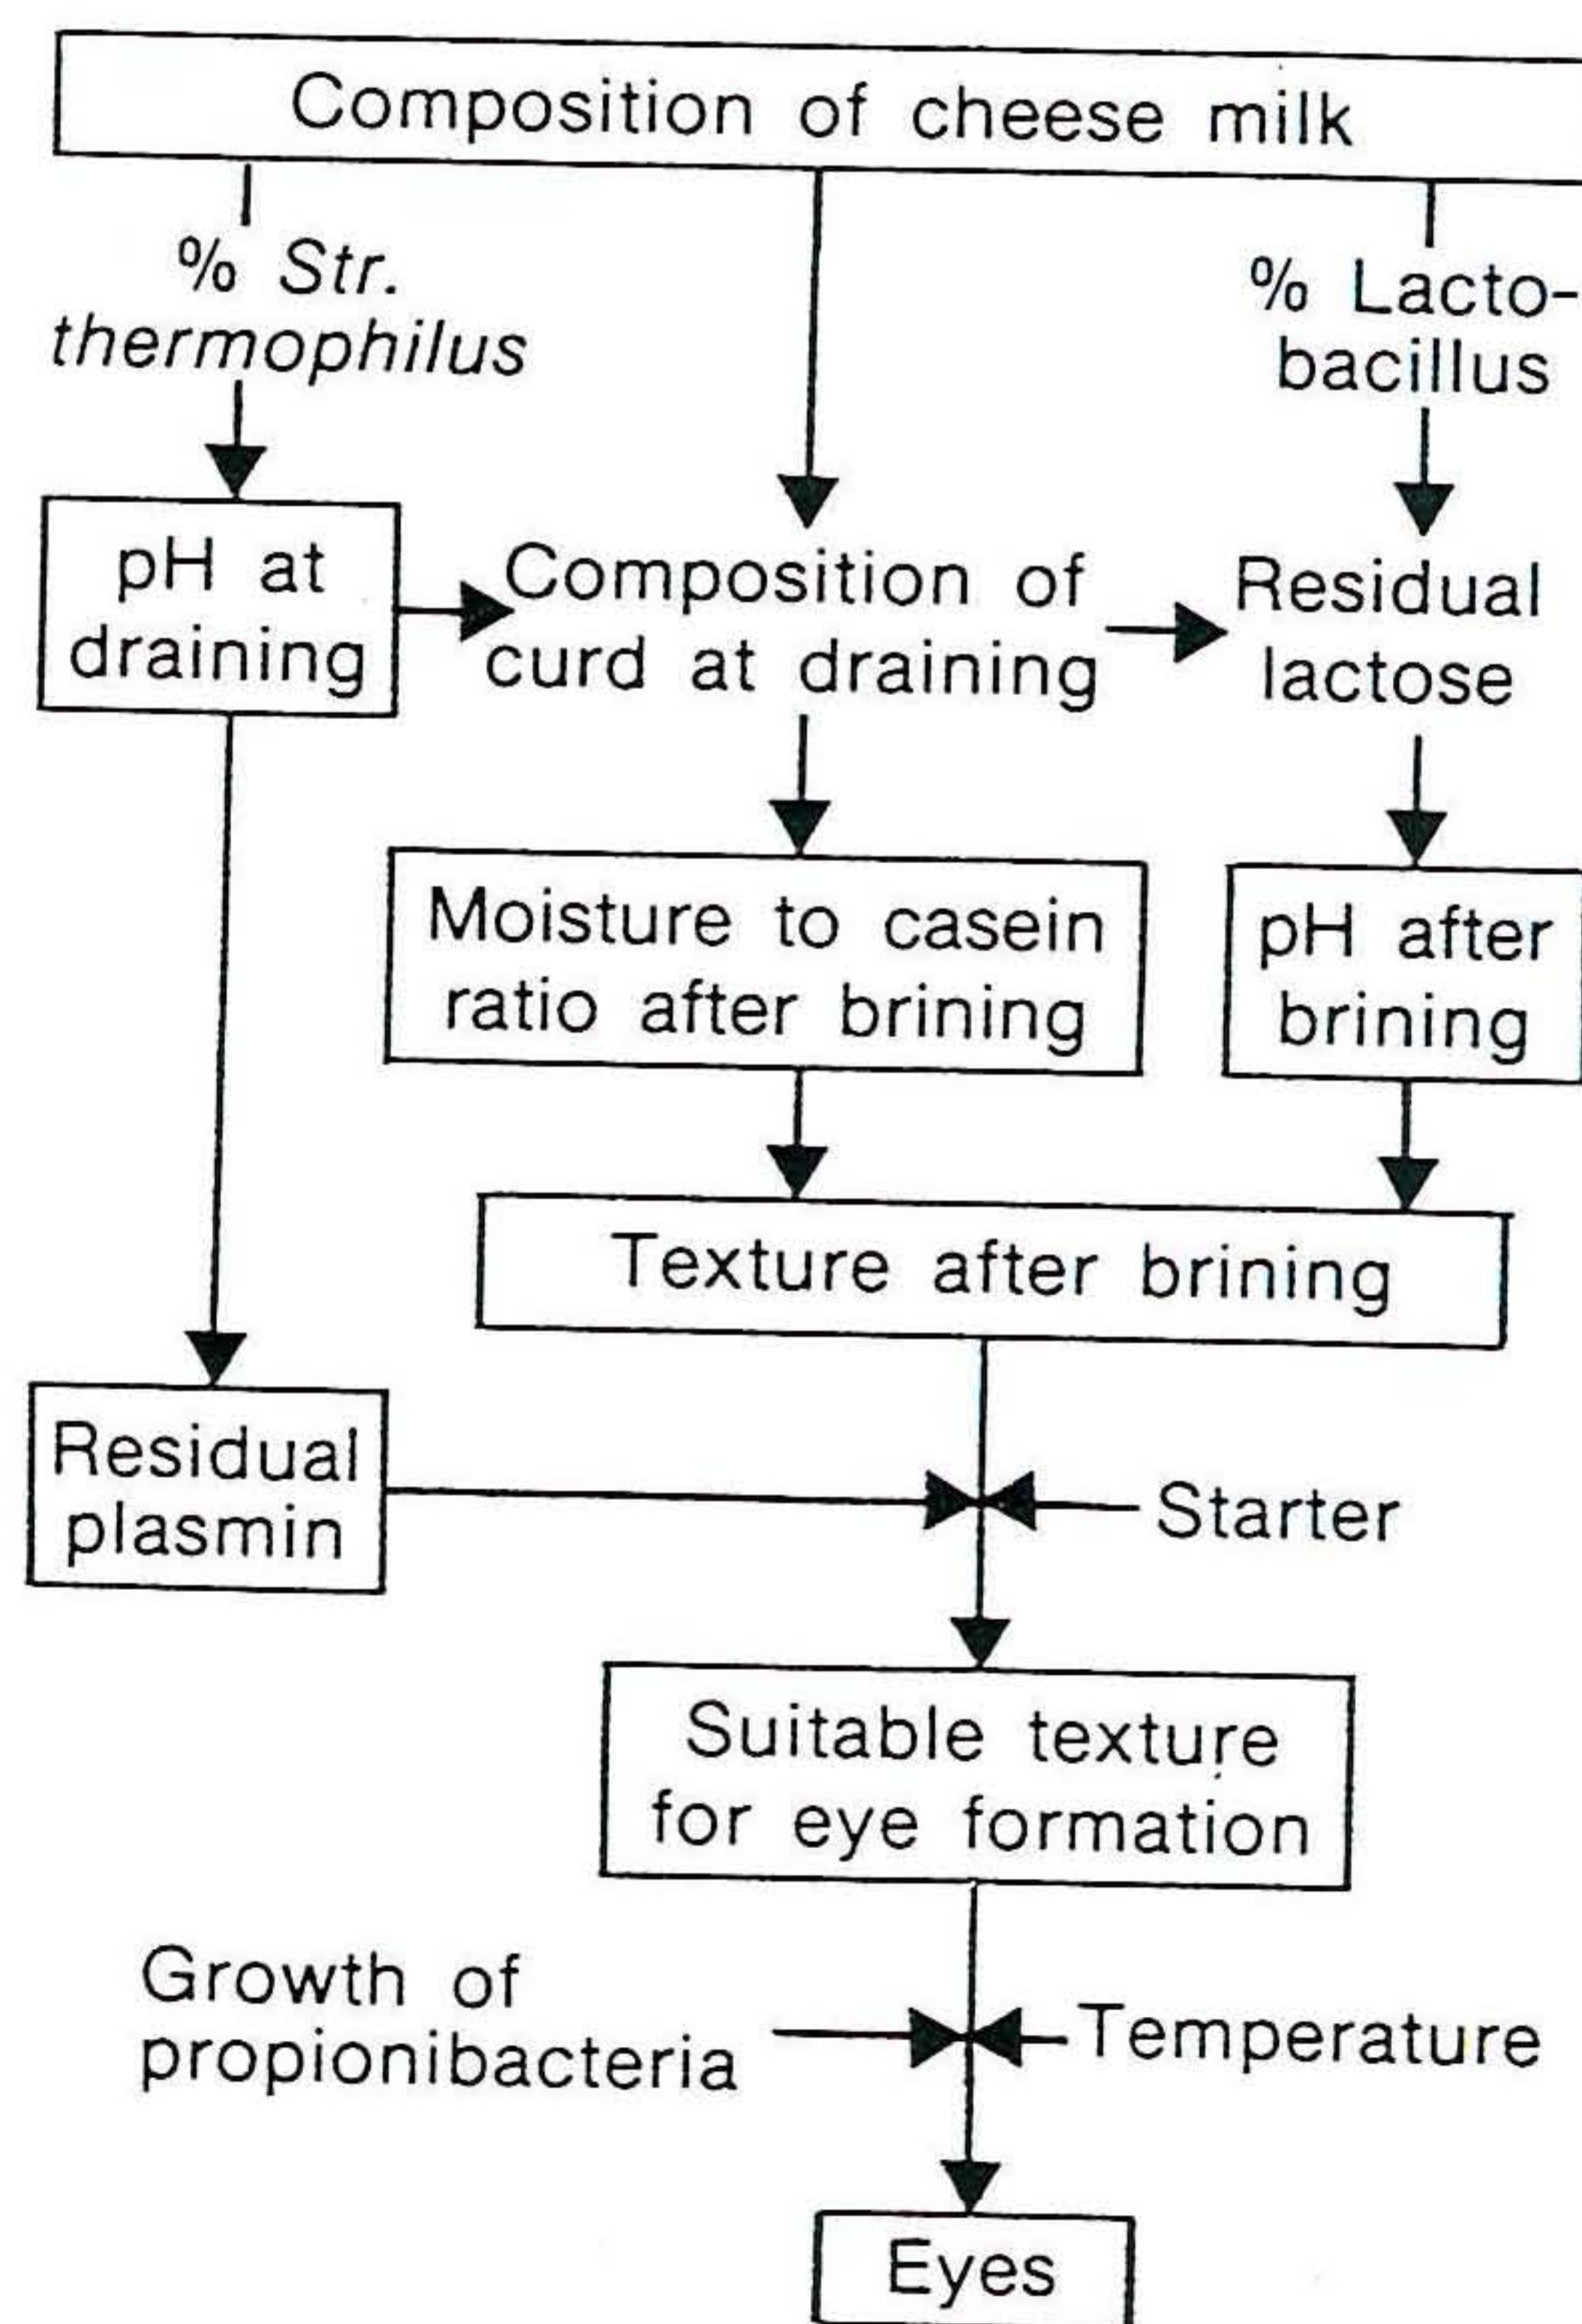 Composition of cheese milk
% Str.
thermophilus
% Lacto-
bacillus
pH at
draining
Composition of
curd at draining
Residual
lactose
Moisture to casein
ratio after brining
pH after
brining
Texture after brining
Residual
plasmin
Starter
Suitable texture
for eye formation
Growth of
propionibacteria
Temperature
Eyes